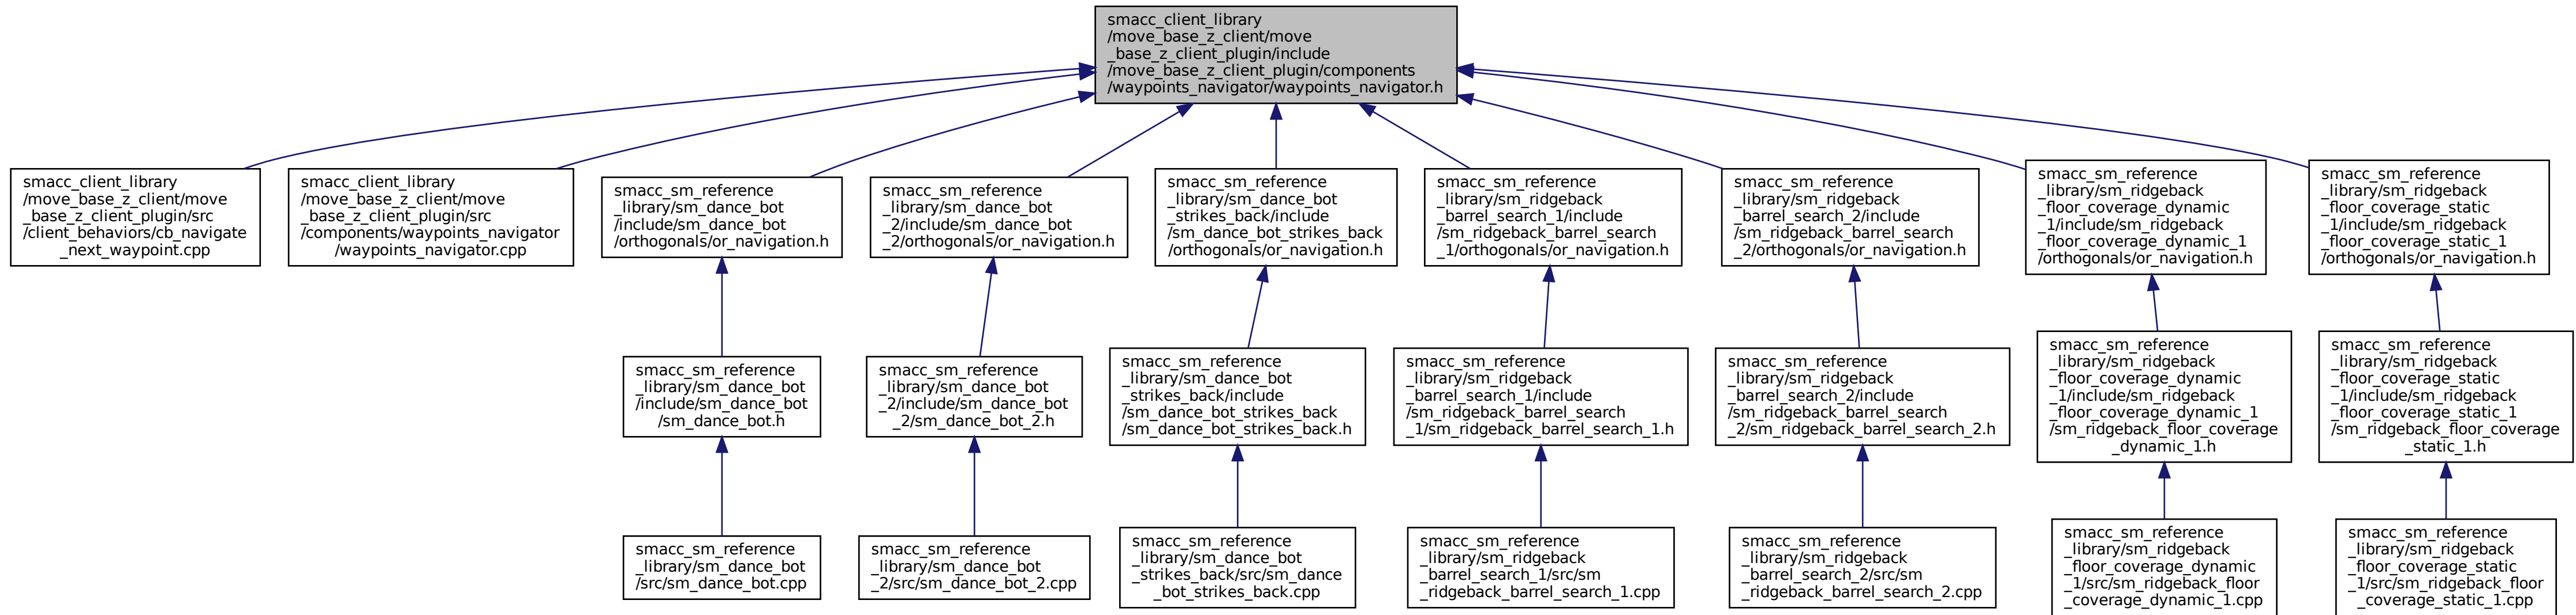 smacc_client_library
/move_base_z_client/move
_base_z_client_plugin/include
/move_base_z_client_plugin/components
/waypoints_navigator/waypoints_navigator.h
smacc_client_library
/move_base_z_client/move
_base_z_client_plugin/src
/client_behaviors/cb_navigate
_next_waypoint.cpp
smacc_client_library
/move_base_z_client/move
_base_z_client_plugin/src
/components/waypoints_navigator
/waypoints_navigator.cpp
smacc_sm_reference
_library/sm_dance_bot
/include/sm_dance_bot
/orthogonals/or_navigation.h
smacc_sm_reference
_library/sm_dance_bot
_2/include/sm_dance_bot
_2/orthogonals/or_navigation.h
smacc_sm_reference
_library/sm_dance_bot
_strikes_back/include
/sm_dance_bot_strikes_back
/orthogonals/or_navigation.h
smacc_sm_reference
_library/sm_ridgeback
_barrel_search_1/include
/sm_ridgeback_barrel_search
_1/orthogonals/or_navigation.h
smacc_sm_reference
_library/sm_ridgeback
_barrel_search_2/include
/sm_ridgeback_barrel_search
_2/orthogonals/or_navigation.h
smacc_sm_reference
_library/sm_ridgeback
_floor_coverage_dynamic
_1/include/sm_ridgeback
_floor_coverage_dynamic_1
/orthogonals/or_navigation.h
smacc_sm_reference
_library/sm_ridgeback
_floor_coverage_static
_1/include/sm_ridgeback
_floor_coverage_static_1
/orthogonals/or_navigation.h
smacc_sm_reference
_library/sm_dance_bot
/include/sm_dance_bot
/sm_dance_bot.h
smacc_sm_reference
_library/sm_dance_bot
_2/include/sm_dance_bot
_2/sm_dance_bot_2.h
smacc_sm_reference
_library/sm_dance_bot
_strikes_back/include
/sm_dance_bot_strikes_back
/sm_dance_bot_strikes_back.h
smacc_sm_reference
_library/sm_ridgeback
_barrel_search_1/include
/sm_ridgeback_barrel_search
_1/sm_ridgeback_barrel_search_1.h
smacc_sm_reference
_library/sm_ridgeback
_barrel_search_2/include
/sm_ridgeback_barrel_search
_2/sm_ridgeback_barrel_search_2.h
smacc_sm_reference
_library/sm_ridgeback
_floor_coverage_dynamic
_1/include/sm_ridgeback
_floor_coverage_dynamic_1
/sm_ridgeback_floor_coverage
_dynamic_1.h
smacc_sm_reference
_library/sm_ridgeback
_floor_coverage_static
_1/include/sm_ridgeback
_floor_coverage_static_1
/sm_ridgeback_floor_coverage
_static_1.h
smacc_sm_reference
_library/sm_dance_bot
/src/sm_dance_bot.cpp
smacc_sm_reference
_library/sm_dance_bot
_2/src/sm_dance_bot_2.cpp
smacc_sm_reference
_library/sm_dance_bot
_strikes_back/src/sm_dance
_bot_strikes_back.cpp
smacc_sm_reference
_library/sm_ridgeback
_barrel_search_1/src/sm
_ridgeback_barrel_search_1.cpp
smacc_sm_reference
_library/sm_ridgeback
_barrel_search_2/src/sm
_ridgeback_barrel_search_2.cpp
smacc_sm_reference
_library/sm_ridgeback
_floor_coverage_dynamic
_1/src/sm_ridgeback_floor
_coverage_dynamic_1.cpp
smacc_sm_reference
_library/sm_ridgeback
_floor_coverage_static
_1/src/sm_ridgeback_floor
_coverage_static_1.cpp